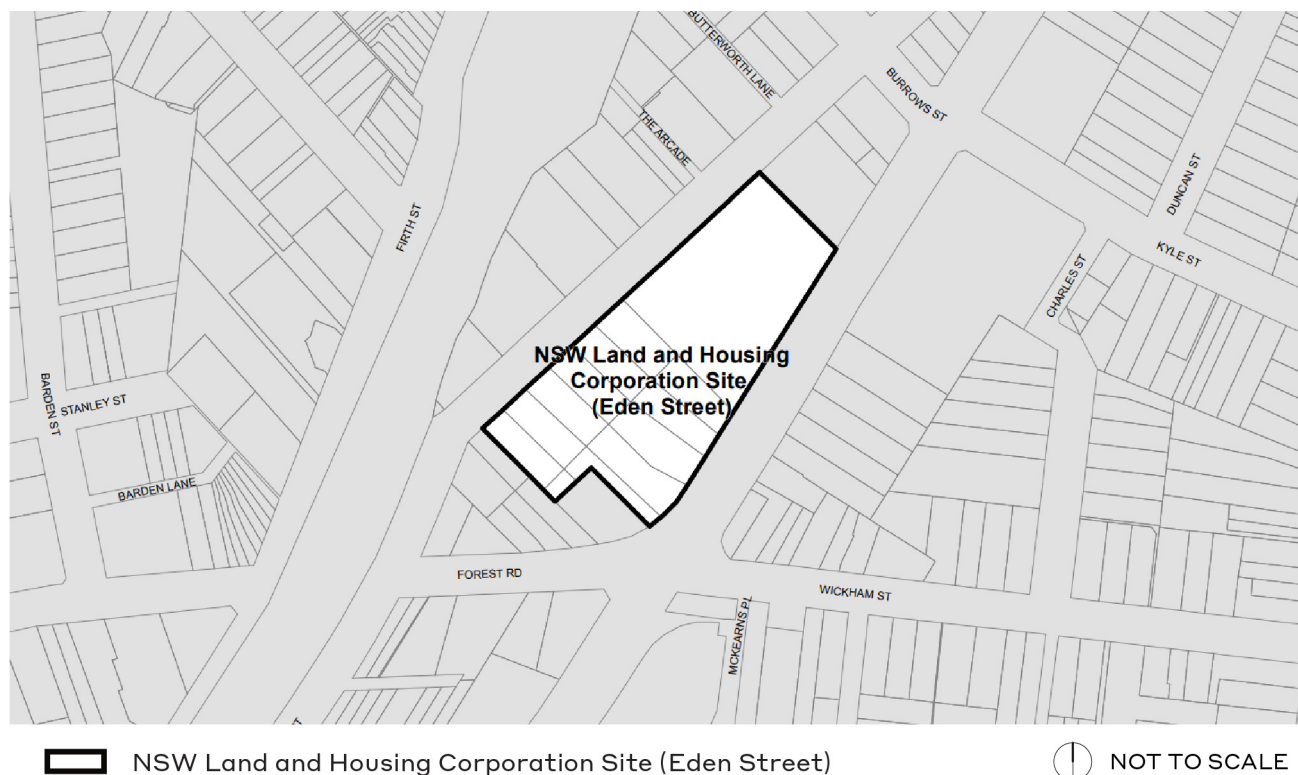 BUTTERWORTH LANE
BURROWS ST
THE ARCADE
DUNCAN ST
FIRTH ST
KYLE ST
CHARLES ST
NSW Land and Housing
Corporation Site
(Eden Street)
BARDEN ST
STANLEY ST
BARDEN LANE
FOREST RD
WICKHAM ST
MCKEARNS PL
ST
NSW Land and Housing Corporation Site (Eden Street)
NOT TO SCALE